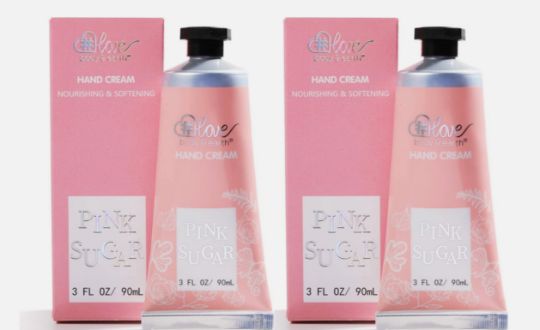 love
HAND CREAM
NOURISHING & SOFTENING
PINK
SUGAR
3 FL OZ/ 90mL
love
HAND CREAM
PINK
SUGAR
3 FL OZ/ 90mL
love
HAND CREAM
NOURISHING & SOFTENING
PINK
SUGAR
3 FL OZ/ 90mL
love
HAND CREAM
PINK
SUGAR
3 FL OZ/ 90mL